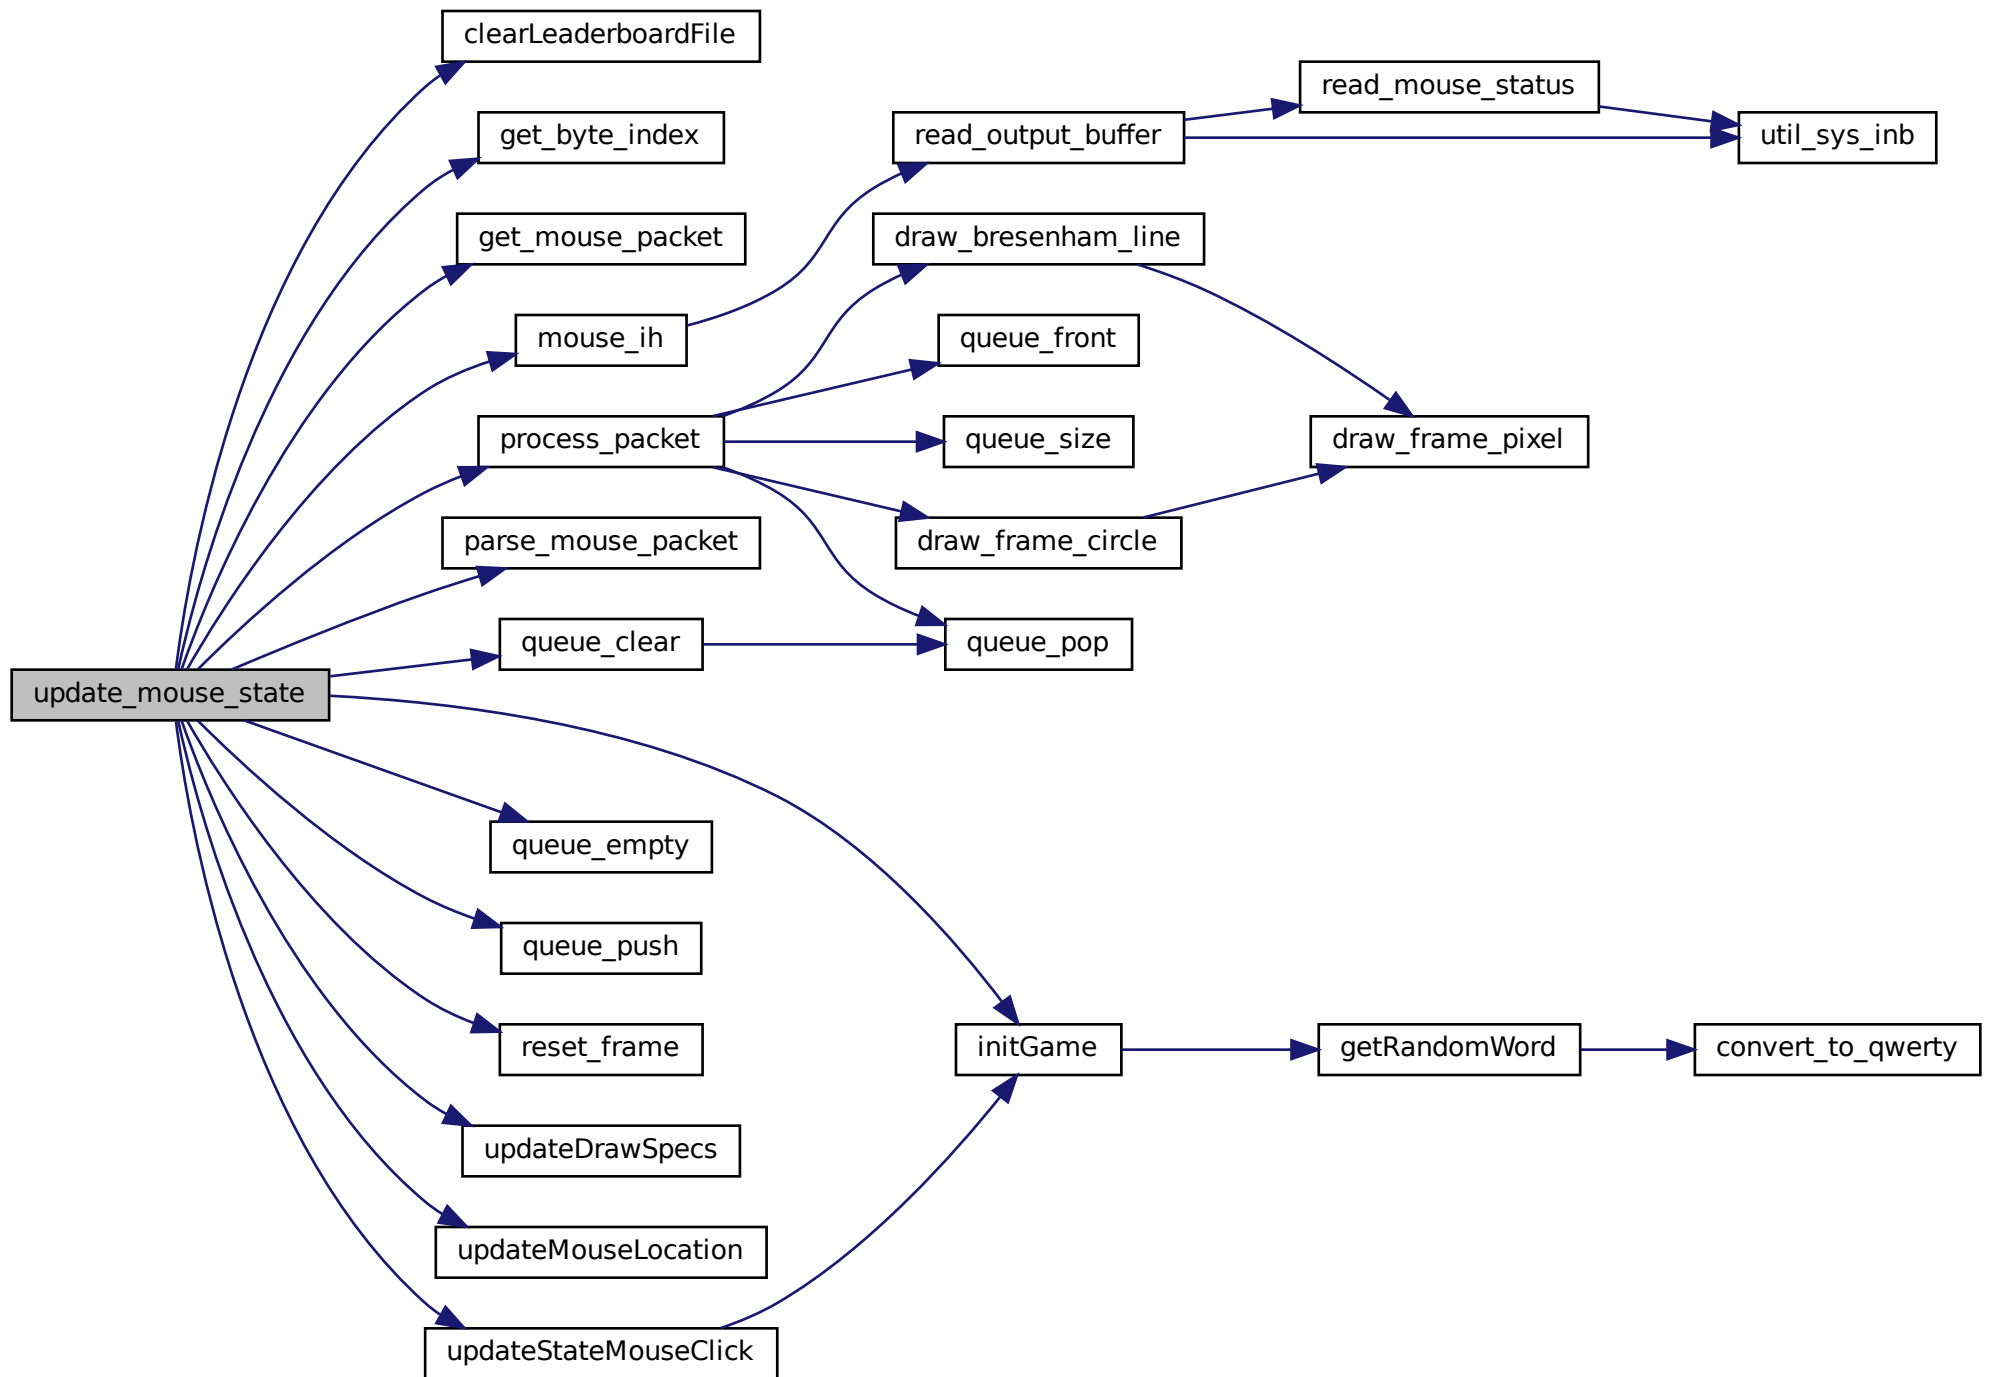 clearLeaderboardFile
get_byte_index
get_mouse_packet
mouse_ih
process_packet
parse_mouse_packet
queue_clear
update_mouse_state
queue_empty
queue_push
reset_frame
updateDrawSpecs
updateMouseLocation
updateStateMouseClick
read_output_buffer
draw_bresenham_line
queue_front
queue_size
draw_frame_circle
queue_pop
initGame
read_mouse_status
draw_frame_pixel
getRandomWord
util_sys_inb
convert_to_qwerty